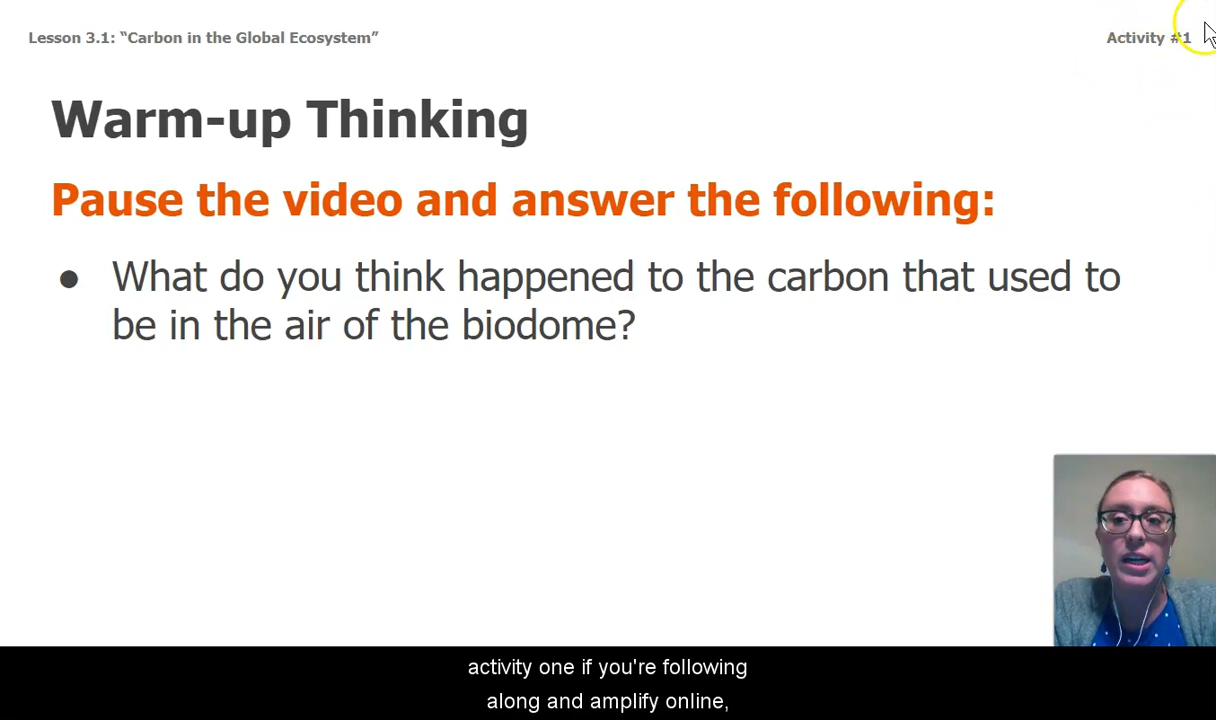 Lesson 3.1: “Carbon in the Global Ecosystem”
Activity #1
Warm-up Thinking
Pause the video and answer the following:
● What do you think happened to the carbon that used to
be in the air of the biodome?
activity one if you're following
along and amplify online,